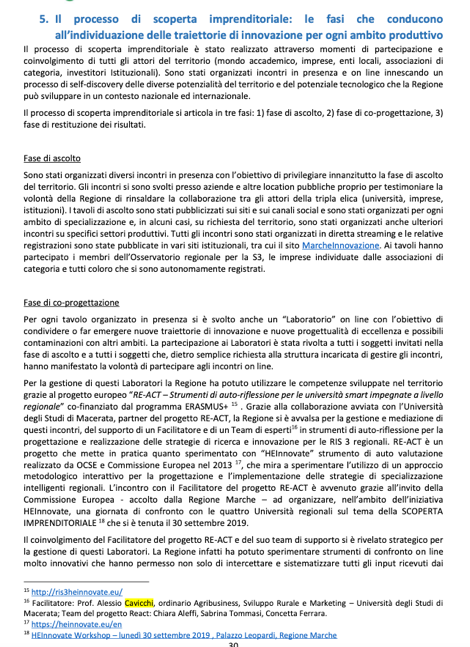 5. Il processo di scoperta imprenditoriale: le fasi che conducono
all'individuazione delle traiettorie di innovazione per ogni ambito produttivo
Il processo di scoperta imprenditoriale è stato realizzato attraverso momenti di partecipazione e
coinvolgimento di tutti gli attori del territorio (mondo accademico, imprese, enti locali, associazioni di
categoria, investitori Istituzionali). Sono stati organizzati incontri in presenza e on line innescando un
processo di self-discovery delle diverse potenzialità del territorio e del potenziale tecnologico che la Regione
può sviluppare in un contesto nazionale ed internazionale.
Il processo di scoperta imprenditoriale si articola in tre fasi: 1) fase di ascolto, 2) fase di co-progettazione, 3)
fase di restituzione dei risultati.
Fase di ascolto
Sono stati organizzati diversi incontri in presenza con l'obiettivo di privilegiare innanzitutto la fase di ascolto
del territorio. Gli incontri si sono svolti presso aziende e altre location pubbliche proprio per testimoniare la
volontà della Regione di rinsaldare la collaborazione tra gli attori della tripla elica (università, imprese,
istituzioni). I tavoli di ascolto sono stati pubblicizzati sui siti e sui canali social e sono stati organizzati per ogni
ambito di specializzazione e, in alcuni casi, su richiesta del territorio, sono stati organizzati anche ulteriori
incontri su specifici settori produttivi. Tutti gli incontri sono stati organizzati in diretta streaming e le relative
registrazioni sono state pubblicate in vari siti istituzionali, tra cui il sito MarcheInnovazione. Ai tavoli hanno
partecipato i membri dell'Osservatorio regionale per la S3, le imprese individuate dalle associazioni di
categoria e tutti coloro che si sono autonomamente registrati.
Fase di co-progettazione
Per ogni tavolo organizzato in presenza si è svolto anche un "Laboratorio" on line con l'obiettivo di
condividere o far emergere nuove traiettorie di innovazione e nuove progettualità di eccellenza e possibili
contaminazioni con altri ambiti. La partecipazione ai Laboratori è stata rivolta a tutti i soggetti invitati nella
fase di ascolto e a tutti i soggetti che, dietro semplice richiesta alla struttura incaricata di gestire gli incontri,
hanno manifestato la volontà di partecipare agli incontri on line.
Per la gestione di questi Laboratori la Regione ha potuto utilizzare le competenze sviluppate nel territorio
grazie al progetto europeo "RE-ACT – Strumenti di auto-riflessione per le università smart impegnate a livello
regionale" co-finanziato dal programma ERASMUS+ 15 . Grazie alla collaborazione avviata con l'Università
degli Studi di Macerata, partner del progetto RE-ACT, la Regione si è avvalsa per la gestione e mediazione di
questi incontri, del supporto di un Facilitatore e di un Team di esperti16 in strumenti di auto-riflessione per la
progettazione e realizzazione delle strategie di ricerca e innovazione per le RIS 3 regionali. RE-ACT è un
progetto che mette in pratica quanto sperimentato con "HEInnovate" strumento di auto valutazione
realizzato da OCSE e Commissione Europea nel 2013 17, che mira a sperimentare l'utilizzo di un approccio
metodologico interattivo per la progettazione e l'implementazione delle strategie di specializzazione
intelligenti regionali. L'incontro con il Facilitatore del progetto RE-ACT è avvenuto grazie all'invito della
Commissione Europea - accolto dalla Regione Marche – ad organizzare, nell'ambito dell'iniziativa
HEInnovate, una giornata di confronto con le quattro Università regionali sul tema della SCOPERTA
IMPRENDITORIALE 18 che si è tenuta il 30 settembre 2019.
Il coinvolgimento del Facilitatore del progetto RE-ACT e del suo team di supporto si è rivelato strategico per
la gestione di questi Laboratori. La Regione infatti ha potuto sperimentare strumenti di confronto on line
molto innovativi che hanno permesso non solo di intercettare e sistematizzare tutti gli input ricevuti dai
15 http://ris3heinnovate.eu/
16 Facilitatore: Prof. Alessio Cavicchi, ordinario Agribusiness, Sviluppo Rurale e Marketing – Università degli Studi di
Macerata; Team del progetto React: Chiara Aleffi, Sabrina Tommasi, Concetta Ferrara.
17 https://heinnovate.eu/en
18 HEInnovate Workshop – lunedì 30 settembre 2019 , Palazzo Leopardi, Regione Marche
30